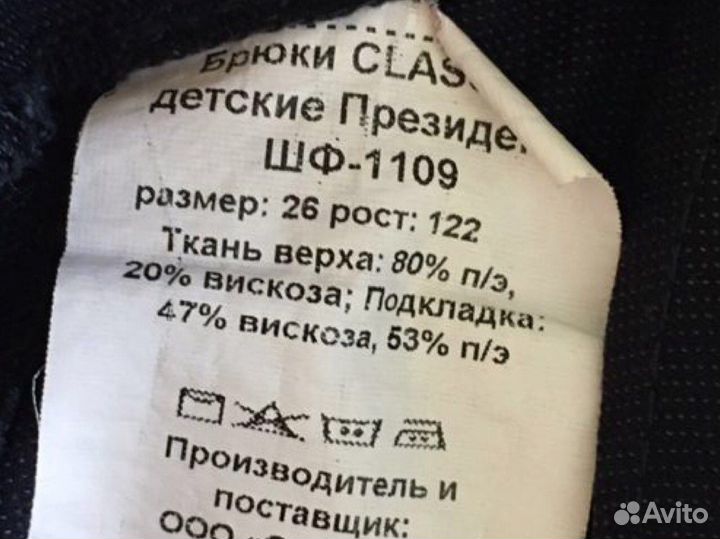 Брюки CLAS
детские Президе
ШФ-1109
размер: 26 рост: 122
Ткань верха: 80% п/э,
20% вискоза; Подкладка:
47% вискоза, 53% п/э
Производитель и
поставщик:
ООО
Avito